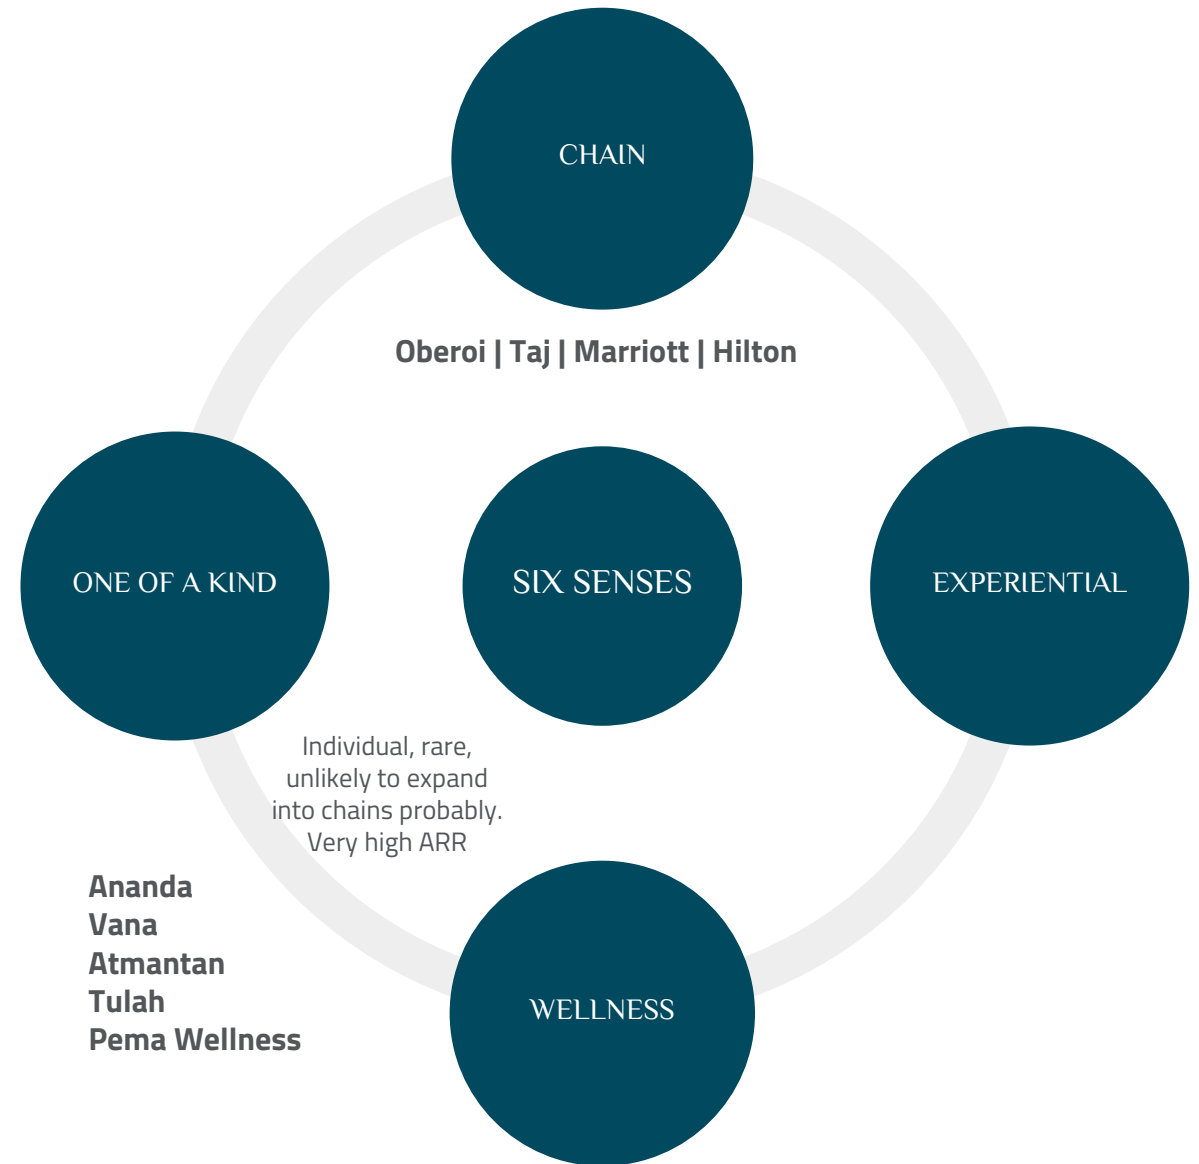 CHAIN
Oberoi | Taj | Marriott | Hilton
ONE OF A KIND
SIX SENSES
EXPERIENTIAL
Individual, rare,
unlikely to expand
into chains probably.
Very high ARR
Ananda
Vana
Atmantan
Tulah
Pema Wellness
WELLNESS